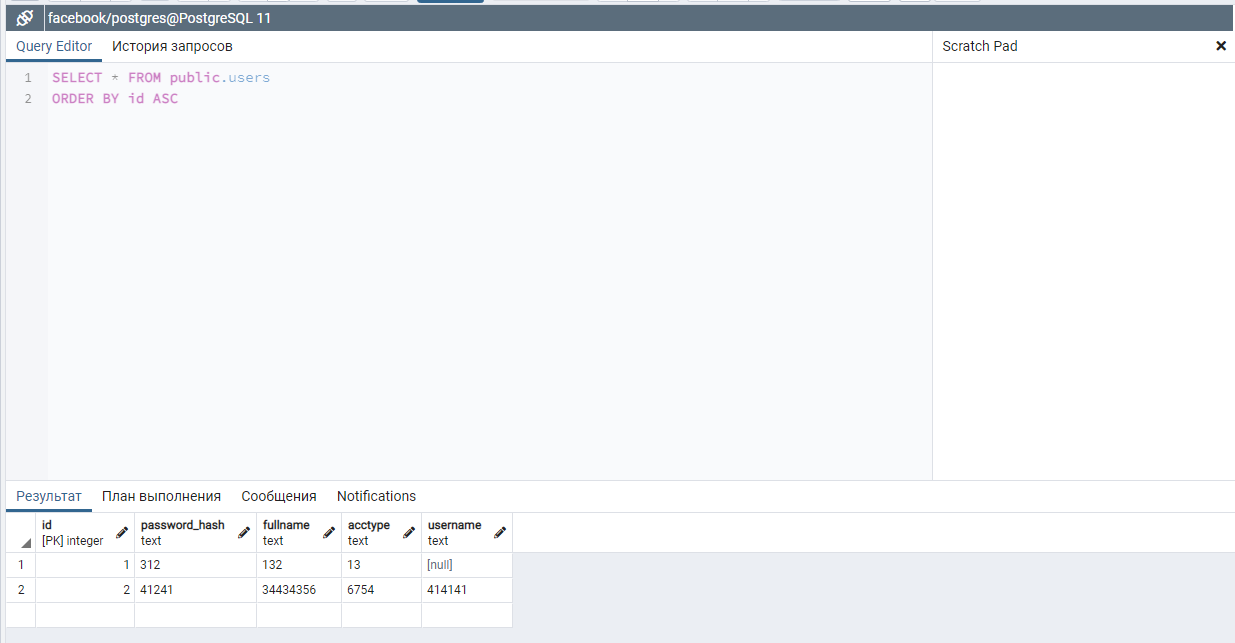 facebook/postgres@PostgreSQL 11
Query Editor История запросов Scratch Pad ×
1 SELECT * FROM public.users
2 ORDER BY id ASC
Результат План выполнения Сообщения Notifications
id password_hash fullname acctype username
[PK] integer text text text text
1 1 312 132 13 [null]
2 2 41241 34434356 6754 414141